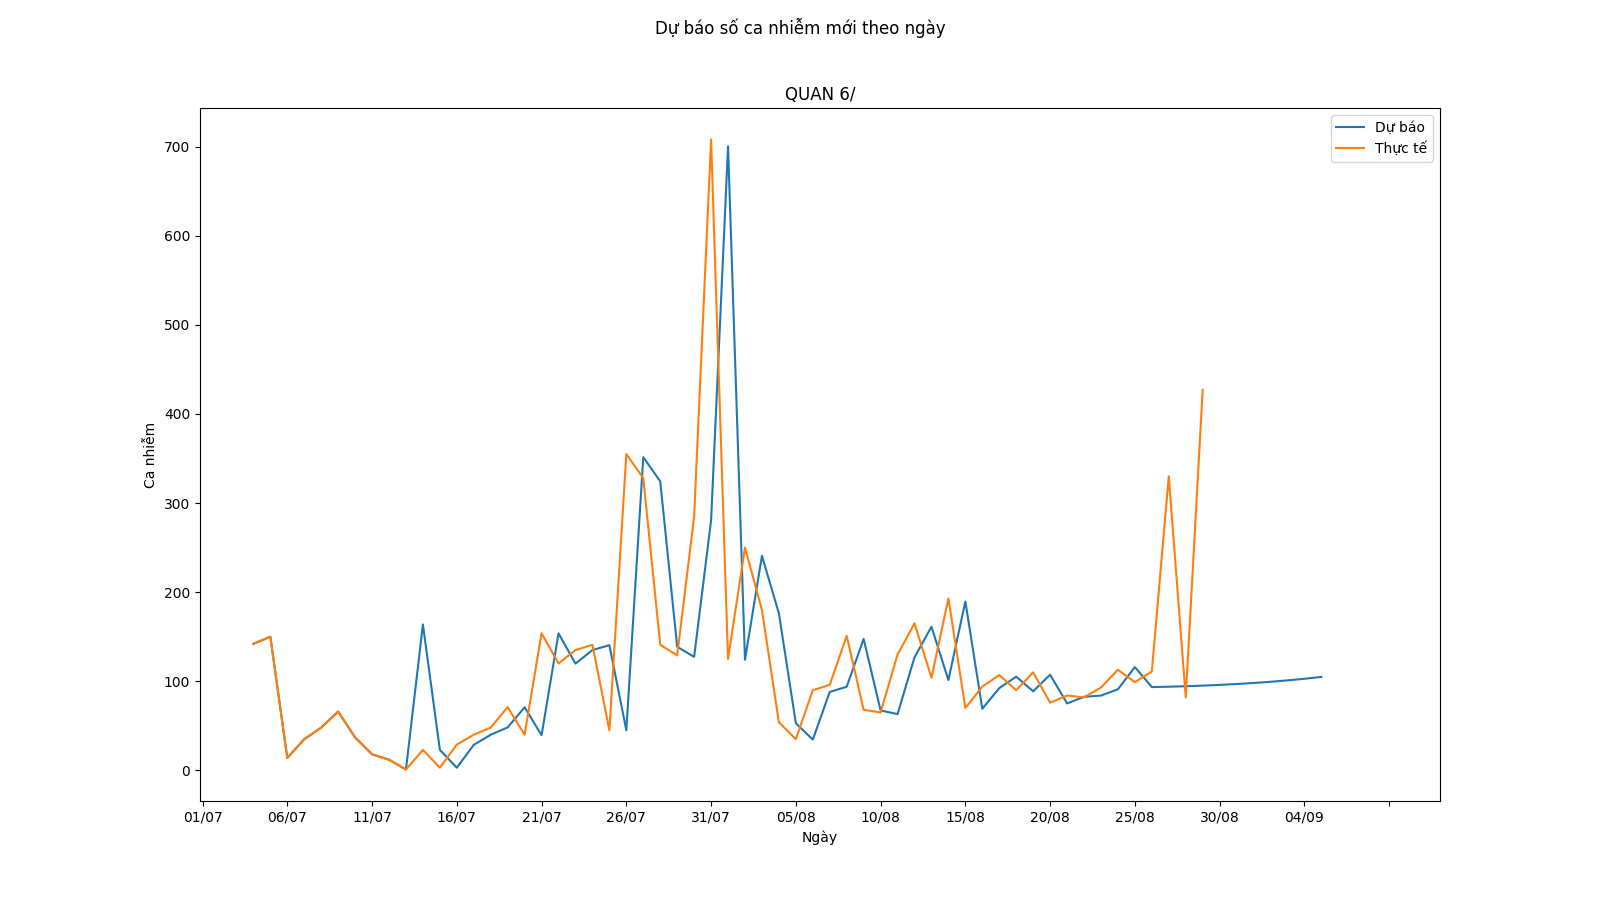 Dự báo số ca nhiễm mới theo ngày
QUAN 6/
Dự báo
Thực tế
700
600
500
400
300
200
100
0
Ca nhiễm
01/07 06/07 11/07 16/07 21/07 26/07 31/07 05/08 10/08 15/08 20/08 25/08 30/08 04/09
Ngày